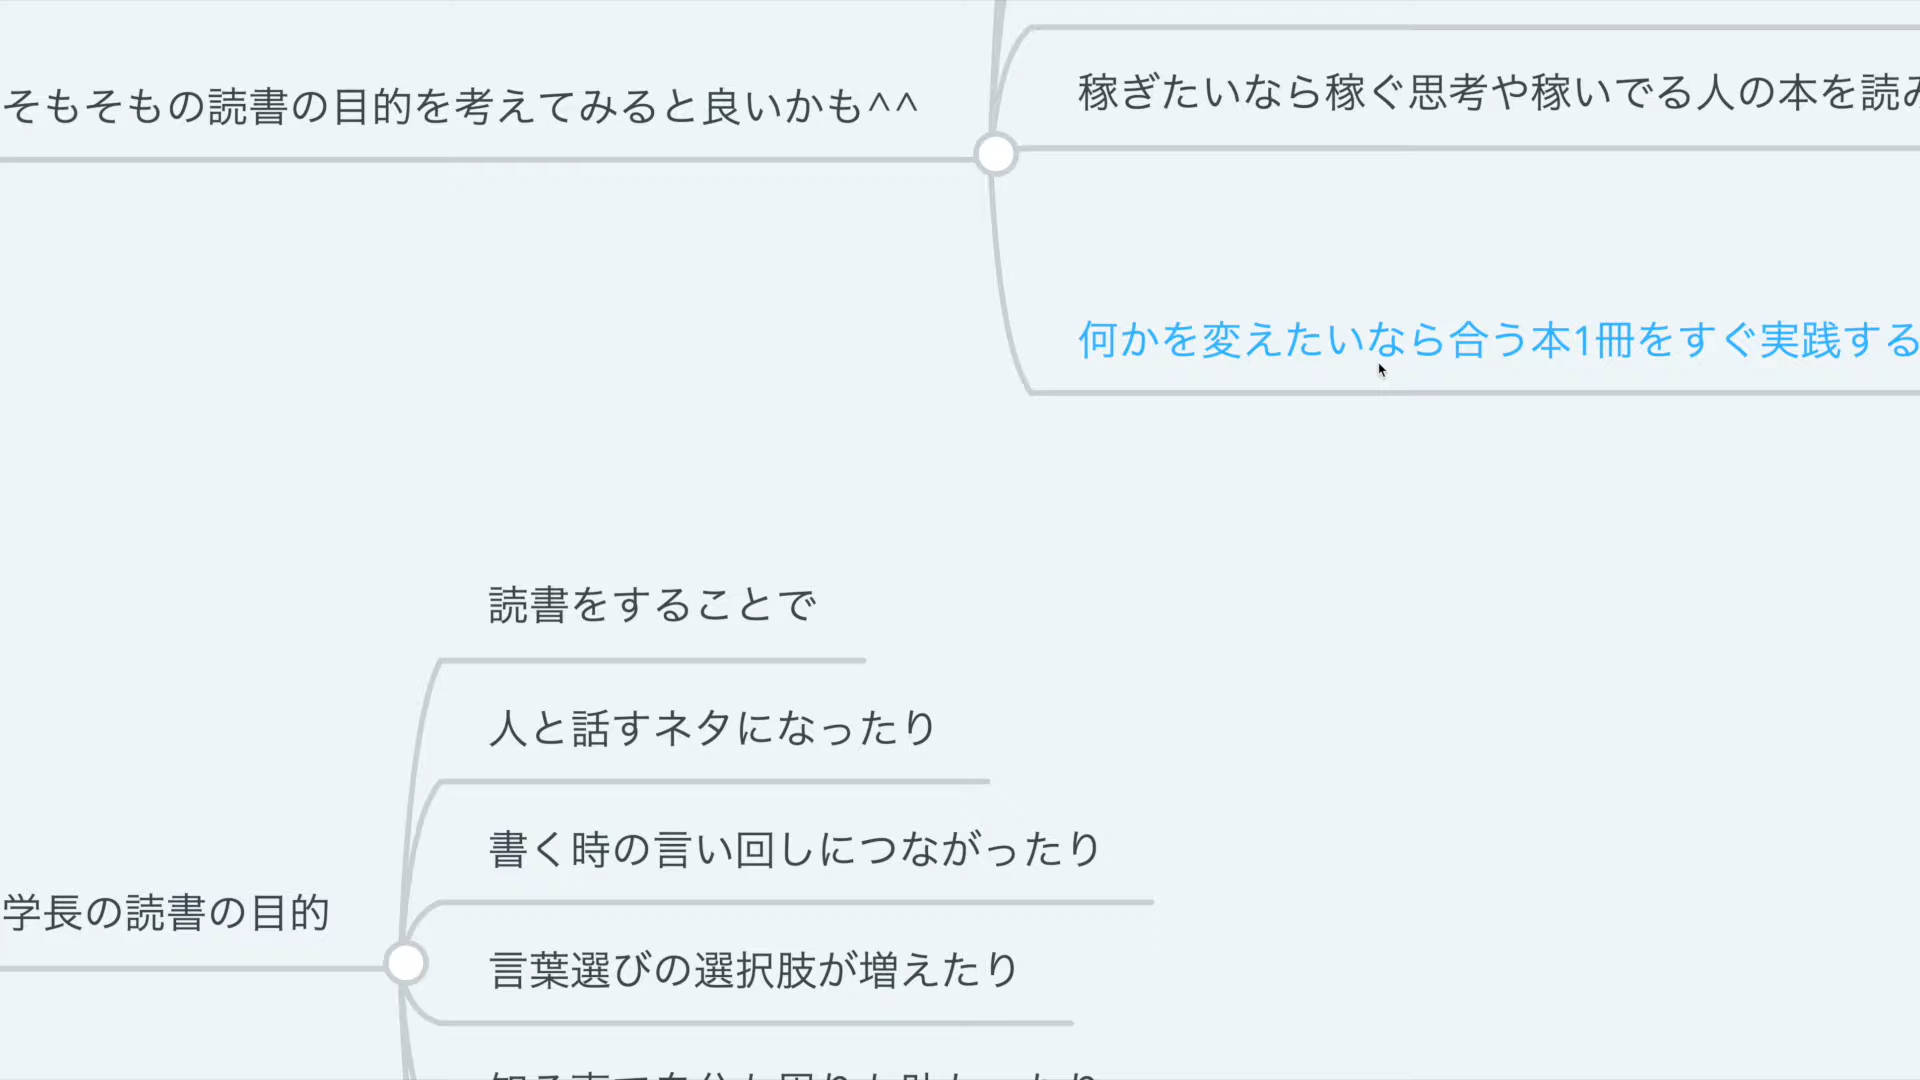 そもそもの読書の目的を考えてみると良いかも^^
稼ぎたいなら稼ぐ思考や稼いでる人の本を読み
何かを変えたいなら合う本1冊をすぐ実践する
学長の読書の目的
読書をすることで
人と話すネタになったり
書く時の言い回しにつながったり
言葉選びの選択肢が増えたり